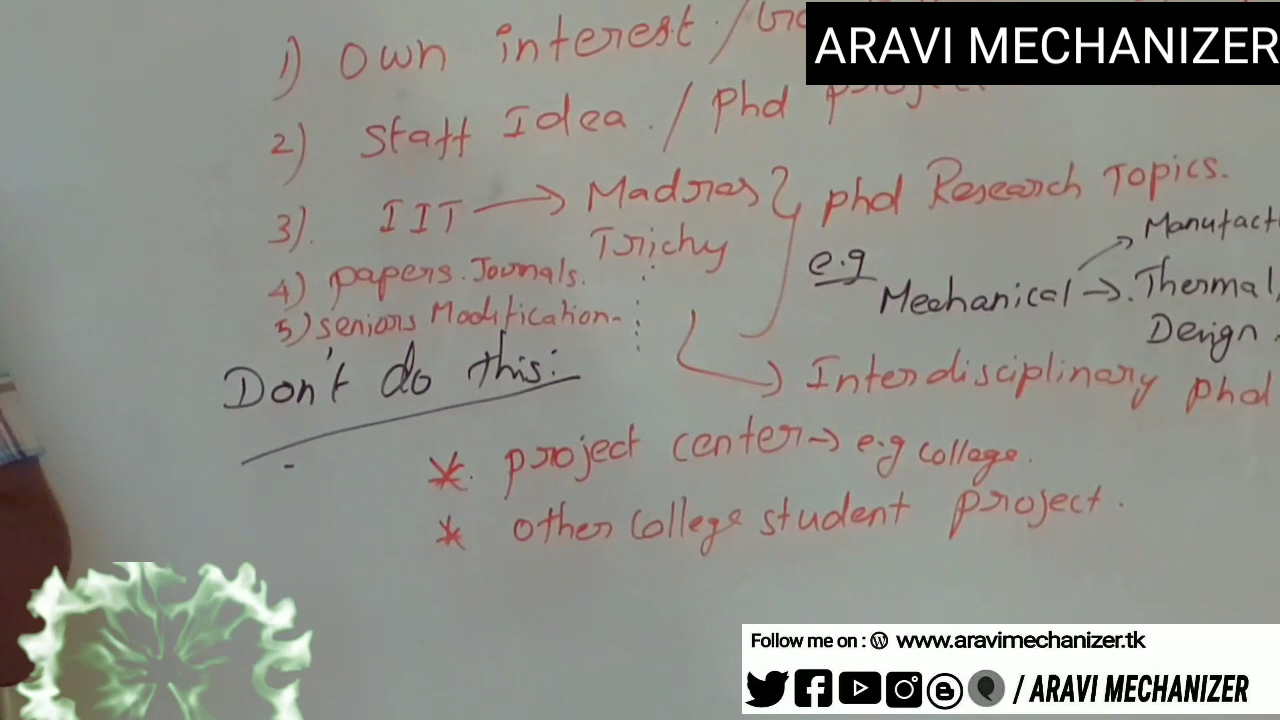 ARAVI MECHANIZER
1) Own interest /
2) Staff Idea. / Phd project
3). IIT → Madras } phd Research Topics.
Trichy
e.g Mechanical → Manufact
→ Thermal,
Design
4) papers. Journals.
5) Seniors Modification-
→ Interdisciplinary phd
Don't do this:-
* project center → e.g College.
* other College student project.
Follow me on : www.aravimechanizer.tk
/ ARAVI MECHANIZER